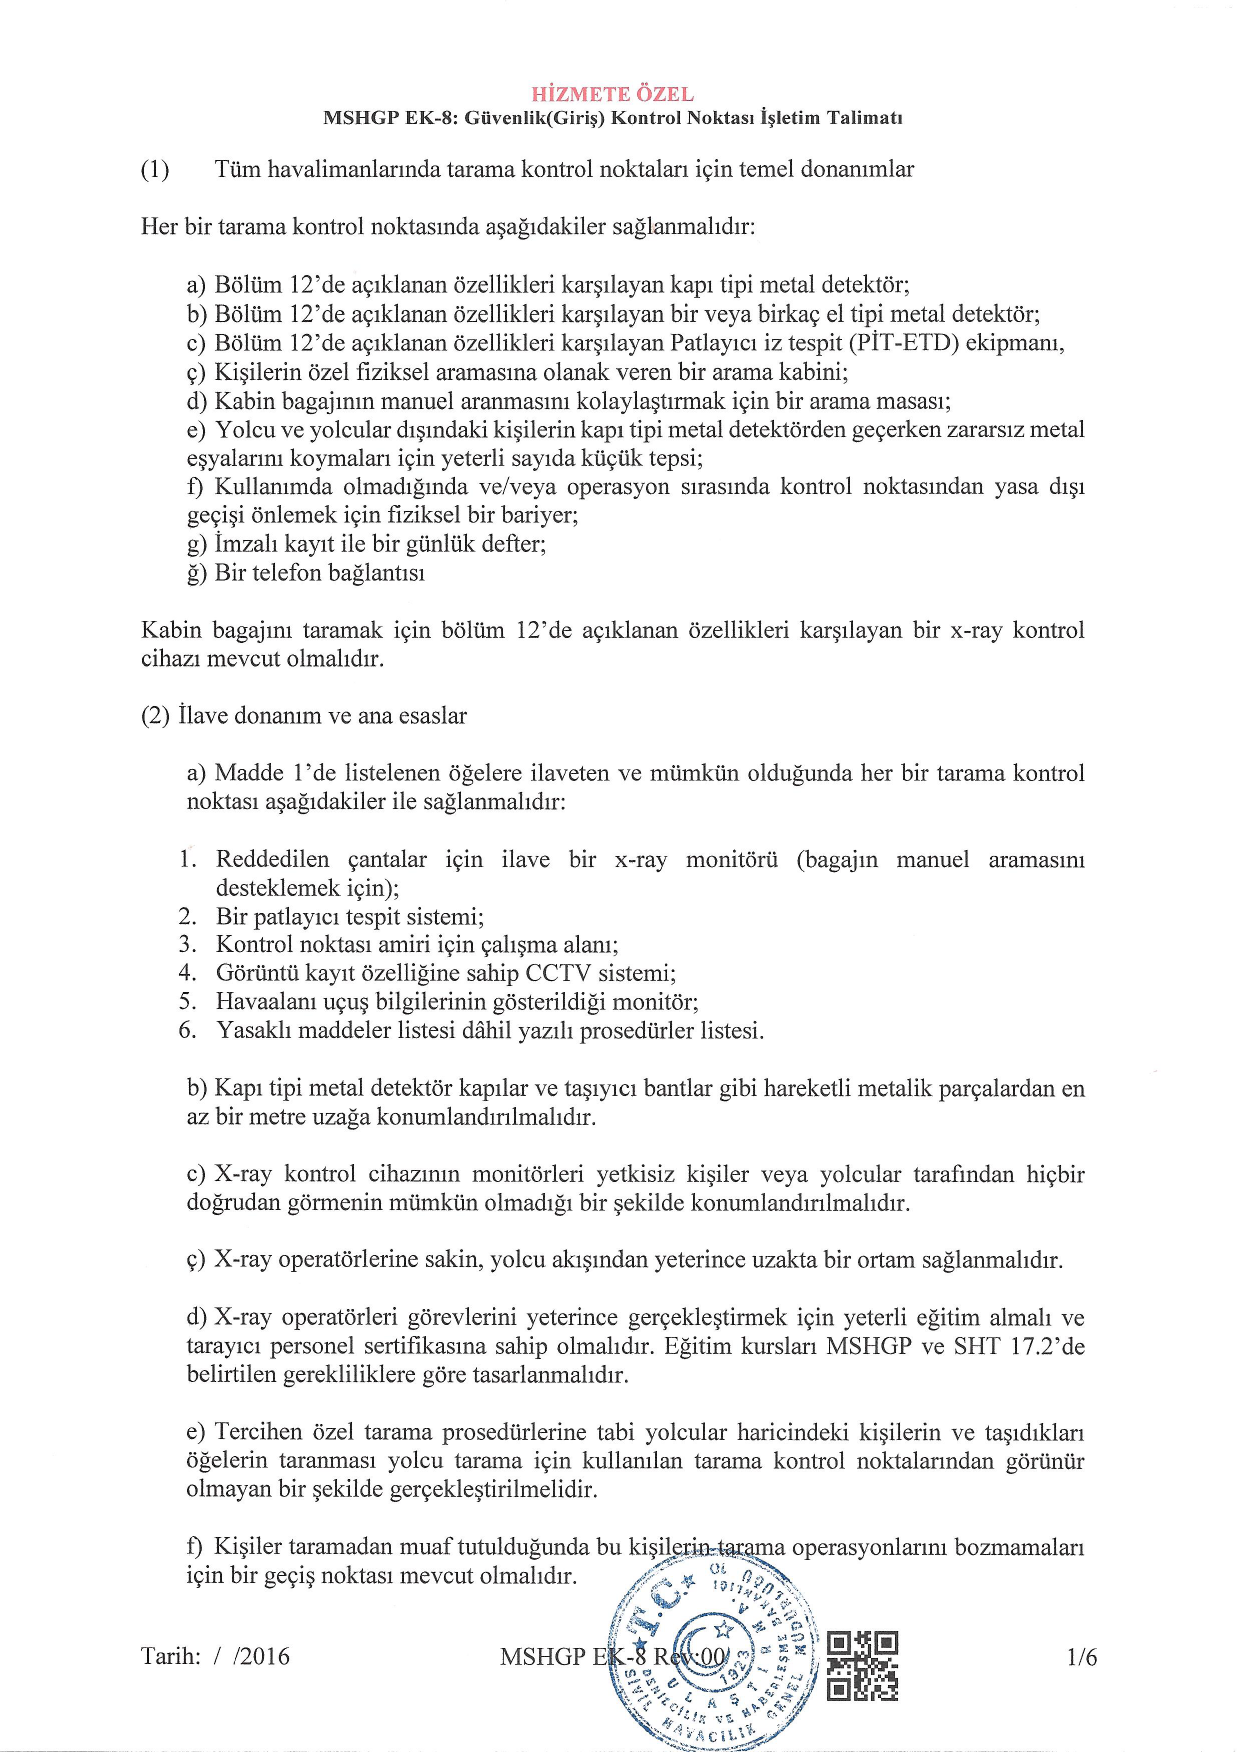 HİZMETE ÖZEL
MSHGP EK-8: Güvenlik(Giriş) Kontrol Noktası İşletim Talimatı
(1) Tüm havalimanlarında tarama kontrol noktaları için temel donanımlar
Her bir tarama kontrol noktasında aşağıdakiler sağlanmalıdır:
a) Bölüm 12’de açıklanan özellikleri karşılayan kapı tipi metal detektör;
b) Bölüm 12’de açıklanan özellikleri karşılayan bir veya birkaç el tipi metal detektör;
c) Bölüm 12’de açıklanan özellikleri karşılayan Patlayıcı iz tespit (PİT-ETD) ekipmanı,
ç) Kişilerin özel fiziksel aramasına olanak veren bir arama kabini;
d) Kabin bagajının manuel aranmasını kolaylaştırmak için bir arama masası;
e) Yolcu ve yolcular dışındaki kişilerin kapı tipi metal detektörden geçerken zararsız metal
eşyalarını koymaları için yeterli sayıda küçük tepsi;
f) Kullanımda olmadığında ve/veya operasyon sırasında kontrol noktasından yasa dışı
geçişi önlemek için fiziksel bir bariyer;
g) İmzalı kayıt ile bir günlük defter;
ğ) Bir telefon bağlantısı
Kabin bagajını taramak için bölüm 12’de açıklanan özellikleri karşılayan bir x-ray kontrol
cihazı mevcut olmalıdır.
(2) İlave donanım ve ana esaslar
a) Madde 1’de listelenen öğelere ilaveten ve mümkün olduğunda her bir tarama kontrol
noktası aşağıdakiler ile sağlanmalıdır:
1. Reddedilen çantalar için ilave bir x-ray monitörü (bagajın manuel aramasını
desteklemek için);
2. Bir patlayıcı tespit sistemi;
3. Kontrol noktası amiri için çalışma alanı;
4. Görüntü kayıt özelliğine sahip CCTV sistemi;
5. Havaalanı uçuş bilgilerinin gösterildiği monitör;
6. Yasaklı maddeler listesi dâhil yazılı prosedürler listesi.
b) Kapı tipi metal detektör kapılar ve taşıyıcı bantlar gibi hareketli metalik parçalardan en
az bir metre uzağa konumlandırılmalıdır.
c) X-ray kontrol cihazının monitörleri yetkisiz kişiler veya yolcular tarafından hiçbir
doğrudan görmenin mümkün olmadığı bir şekilde konumlandırılmalıdır.
ç) X-ray operatörlerine sakin, yolcu akışından yeterince uzakta bir ortam sağlanmalıdır.
d) X-ray operatörleri görevlerini yeterince gerçekleştirmek için yeterli eğitim almalı ve
tarayıcı personel sertifikasına sahip olmalıdır. Eğitim kursları MSHGP ve SHT 17.2’de
belirtilen gerekliliklere göre tasarlanmalıdır.
e) Tercihen özel tarama prosedürlerine tabi yolcular haricindeki kişilerin ve taşıdıkları
öğelerin taranması yolcu tarama için kullanılan tarama kontrol noktalarından görünür
olmayan bir şekilde gerçekleştirilmelidir.
f) Kişiler taramadan muaf tutulduğunda bu kişilerin tarama operasyonlarını bozmamaları
için bir geçiş noktası mevcut olmalıdır.
T.C.
ULAŞTIRMA
DENİZCİLİK VE HABERLEŞME BAKANLIĞI
SİVİL HAVACILIK GENEL MÜDÜRLÜĞÜ
1923
Tarih: / /2016 MSHGP EK-8 Rev:00 1/6